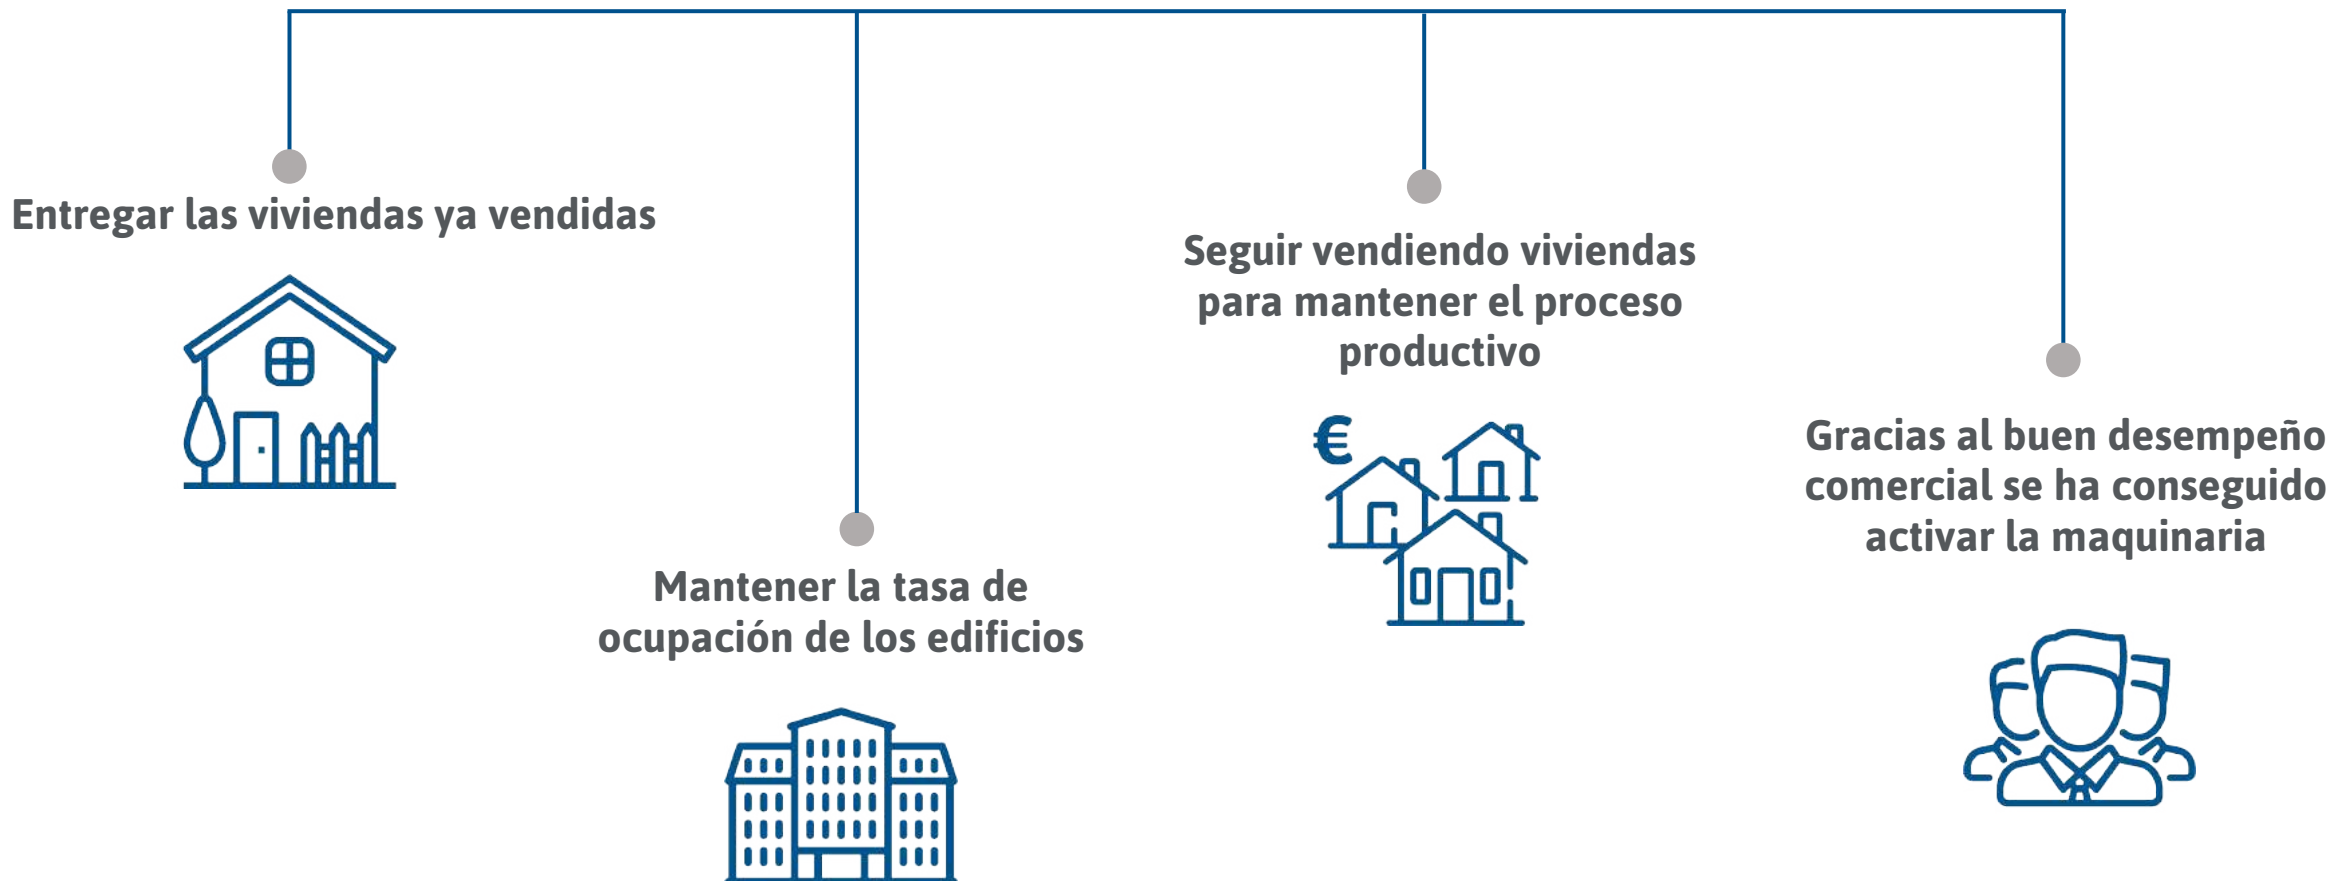 Entregar las viviendas ya vendidas
Mantener la tasa de
ocupación de los edificios
Seguir vendiendo viviendas
para mantener el proceso
productivo
€
Gracias al buen desempeño
comercial se ha conseguido
activar la maquinaria